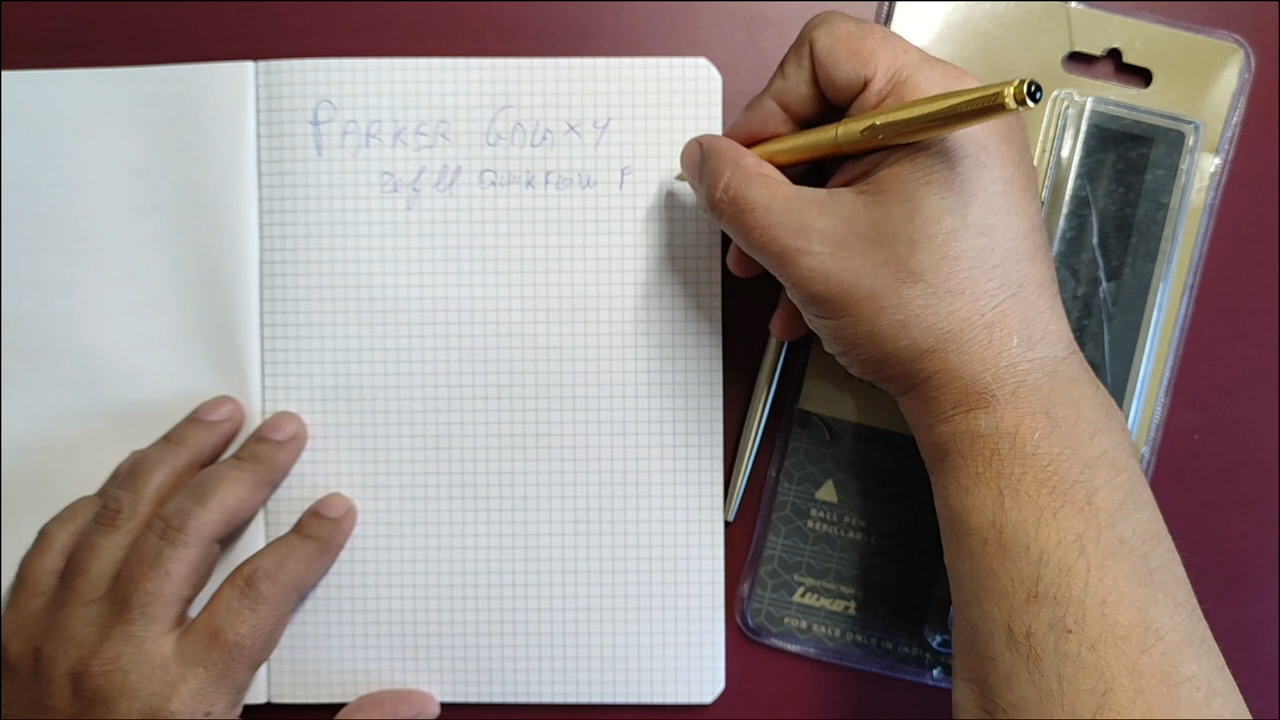 PARKER GALAXY
refill QUINKFLOW F
BALL PEN
REFILLABLE
Luxor
FOR SALE ONLY IN INDIA,